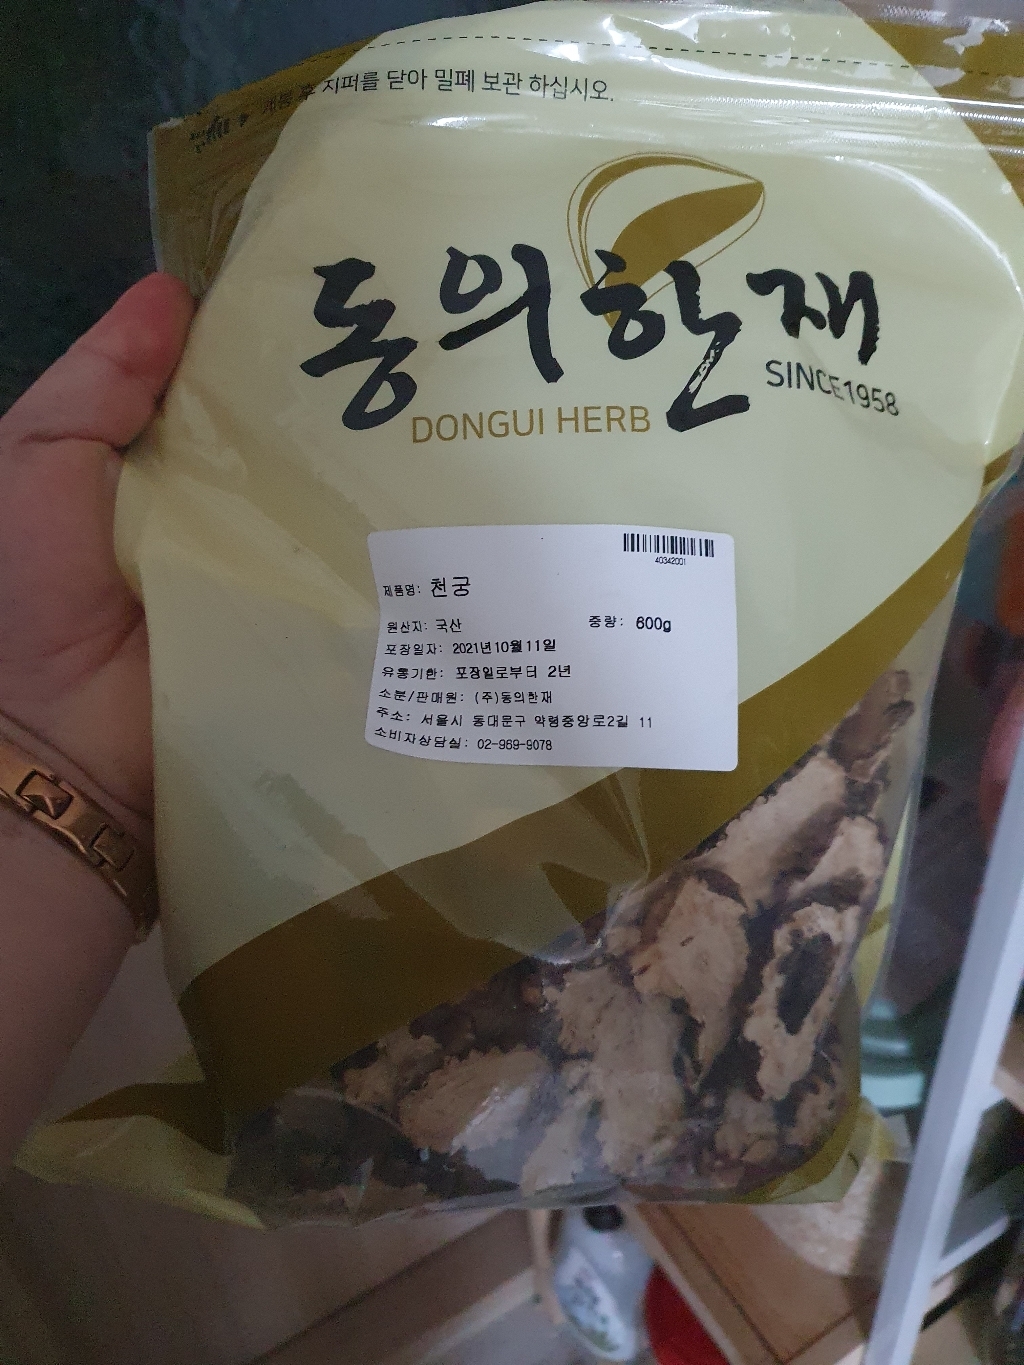 개봉 후 지퍼를 닫아 밀폐 보관 하십시오.
동의한재
SINCE1958
DONGUI HERB
40342001
제품명: 천궁
원산지: 국산 중량: 600g
포장일자: 2021년10월11일
유통기한: 포장일로부터 2년
소분/판매원: (주)동의한재
주소: 서울시 동대문구 약령중앙로2길 11
소비자상담실: 02-969-9078